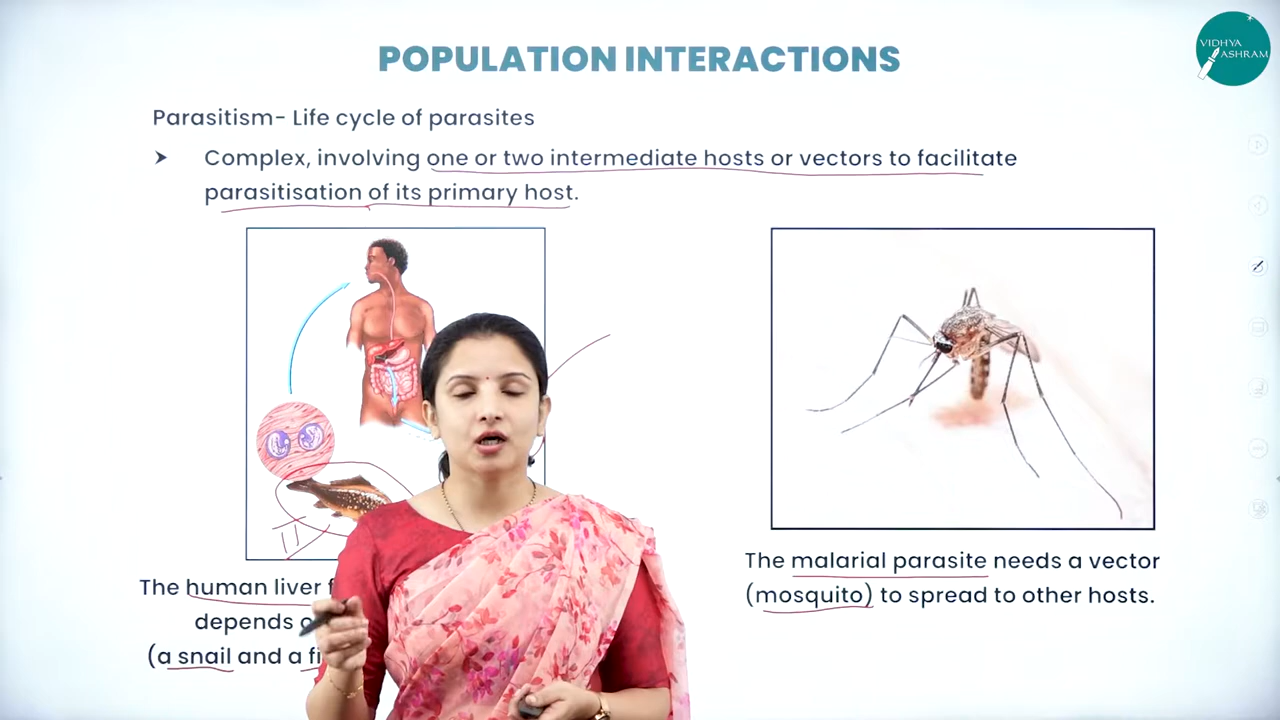 POPULATION INTERACTIONS
VIDHYA
ASHRAM
Parasitism- Life cycle of parasites
Complex, involving one or two intermediate hosts or vectors to facilitate
parasitisation of its primary host.
The human liver
depends
(a snail and a
The malarial parasite needs a vector
(mosquito) to spread to other hosts.